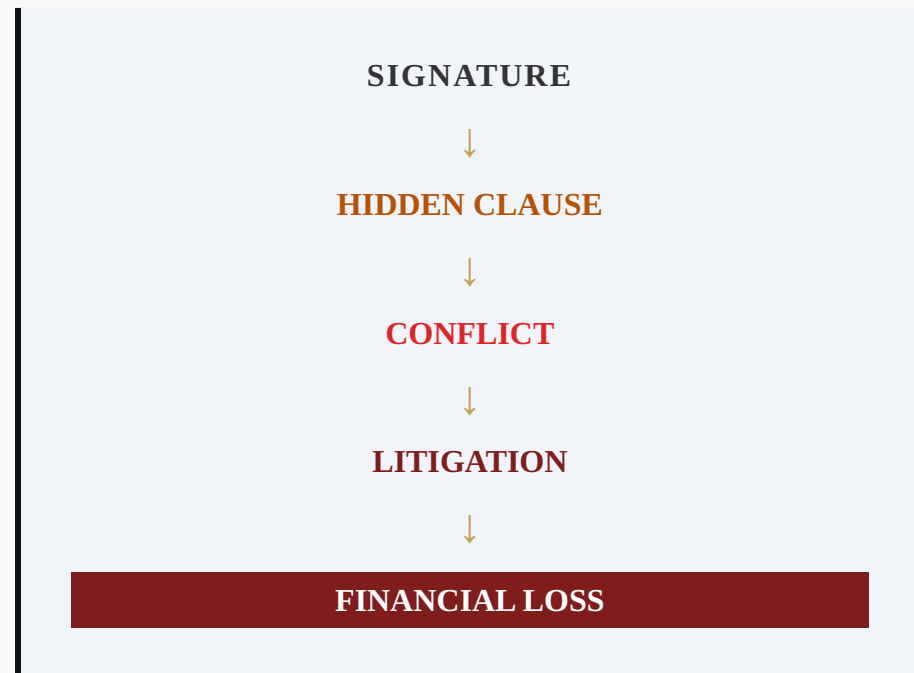 SIGNATURE
↓
HIDDEN CLAUSE
↓
CONFLICT
↓
LITIGATION
↓
FINANCIAL LOSS